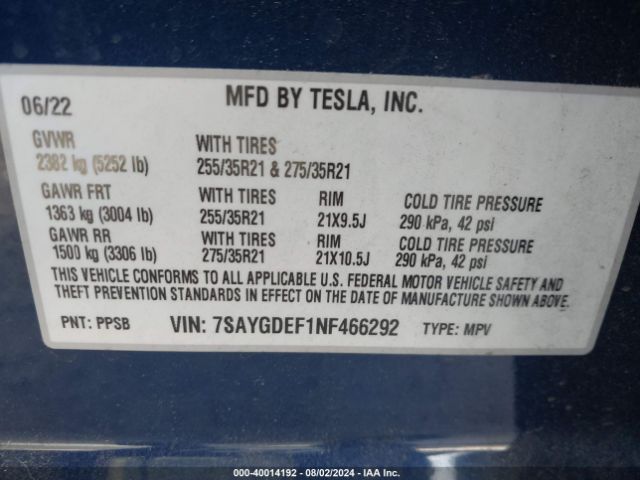 06/22 MFD BY TESLA, INC.
GVWR WITH TIRES
2382 kg (5252 lb) 255/35R21 & 275/35R21
GAWR FRT WITH TIRES RIM COLD TIRE PRESSURE
1363 kg (3004 lb) 255/35R21 21X9.5J 290 kPa, 42 psi
GAWR RR WITH TIRES RIM COLD TIRE PRESSURE
1500 kg (3306 lb) 275/35R21 21X10.5J 290 kPa, 42 psi
THIS VEHICLE CONFORMS TO ALL APPLICABLE U.S. FEDERAL MOTOR VEHICLE SAFETY AND
THEFT PREVENTION STANDARDS IN EFFECT ON THE DATE OF MANUFACTURE SHOWN ABOVE.
PNT: PPSB VIN: 7SAYGDEF1NF466292 TYPE: MPV
000-40014192 - 08/02/2024 - IAA Inc.